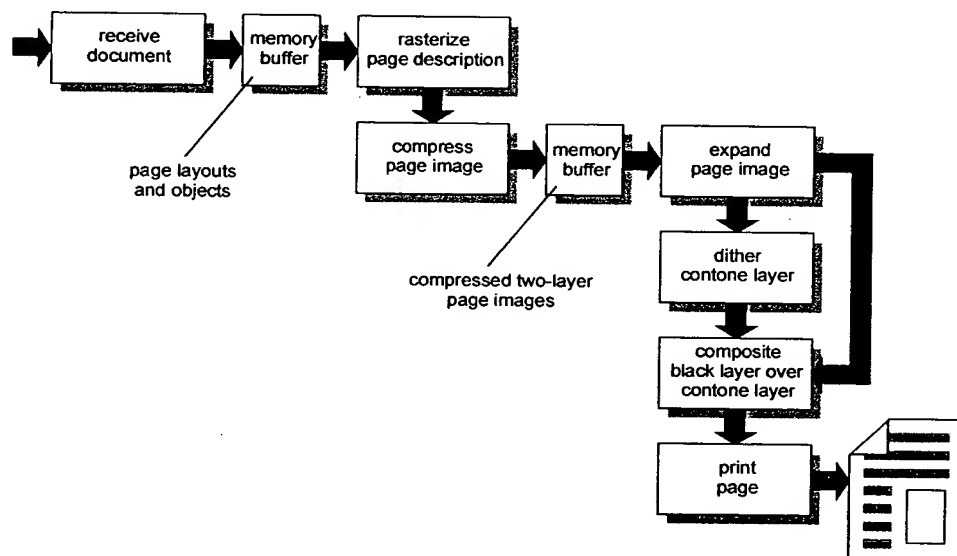 receive
document
memory
buffer
rasterize
page description
page layouts
and objects
compress
page image
memory
buffer
expand
page image
compressed two-layer
page images
dither
contone layer
composite
black layer over
contone layer
print
page